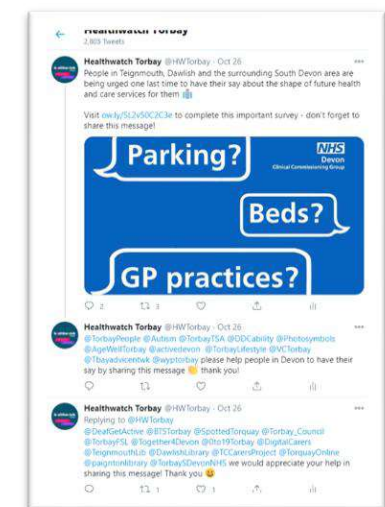 Healthwatch Torbay
2,805 Tweets
Healthwatch Torbay @HWTorbay · Oct 26
People in Teignmouth, Dawlish and the surrounding South Devon area are
being urged one last time to have their say about the shape of future health
and care services for them
Visit to complete this important survey - don't forget to
share this message!
Parking?
NHS
Devon
Clinical Commissioning Group
Beds?
GP practices?
2
3
Healthwatch Torbay @HWTorbay · Oct 26
@TorbayPeople @Autism @TorbayTSA @DDCability @Photosymbols
@AgeWellTorbay @activedevon @TorbayLifestyle @VCTorbay
@Tbayadvicentwk @wyptorbay please help people in Devon to have their
say by sharing this message 👏 thank you!
Healthwatch Torbay @HWTorbay · Oct 26
Replying to @HWTorbay
@DeafGetActive @BTSTorbay @SpottedTorquay @Torbay_Council
@TorbayFSL @Together4Devon @0to19Torbay @DigitalCarers
@TeignmouthLib @DawlishLibrary @TCCarersProject @TorquayOnline
@paigntonlibrary @TorbaySDevonNHS we would appreciate your help in
sharing this message! Thank you 😃
1
1